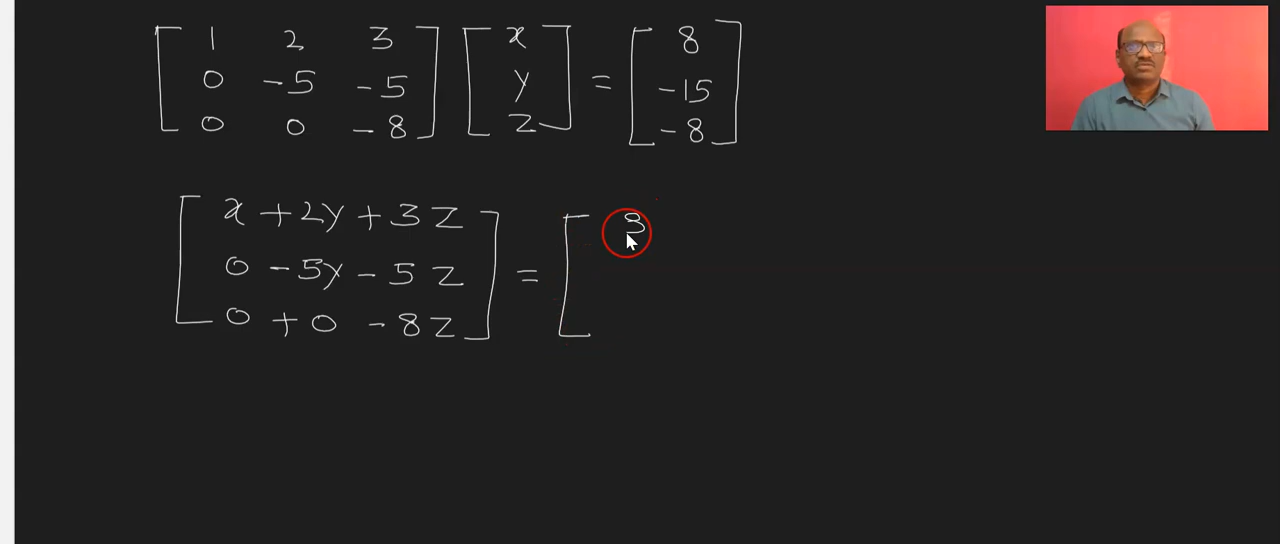 [ 1 2 3 ] [ x ] = [ 8 ]
[ 0 -5 -5 ] [ y ] = [ -15 ]
[ 0 0 -8 ] [ z ] = [ -8 ]
[ x + 2y + 3z ] = [
[ 0 - 5y - 5z ] = [
[ 0 + 0 - 8z ] = [